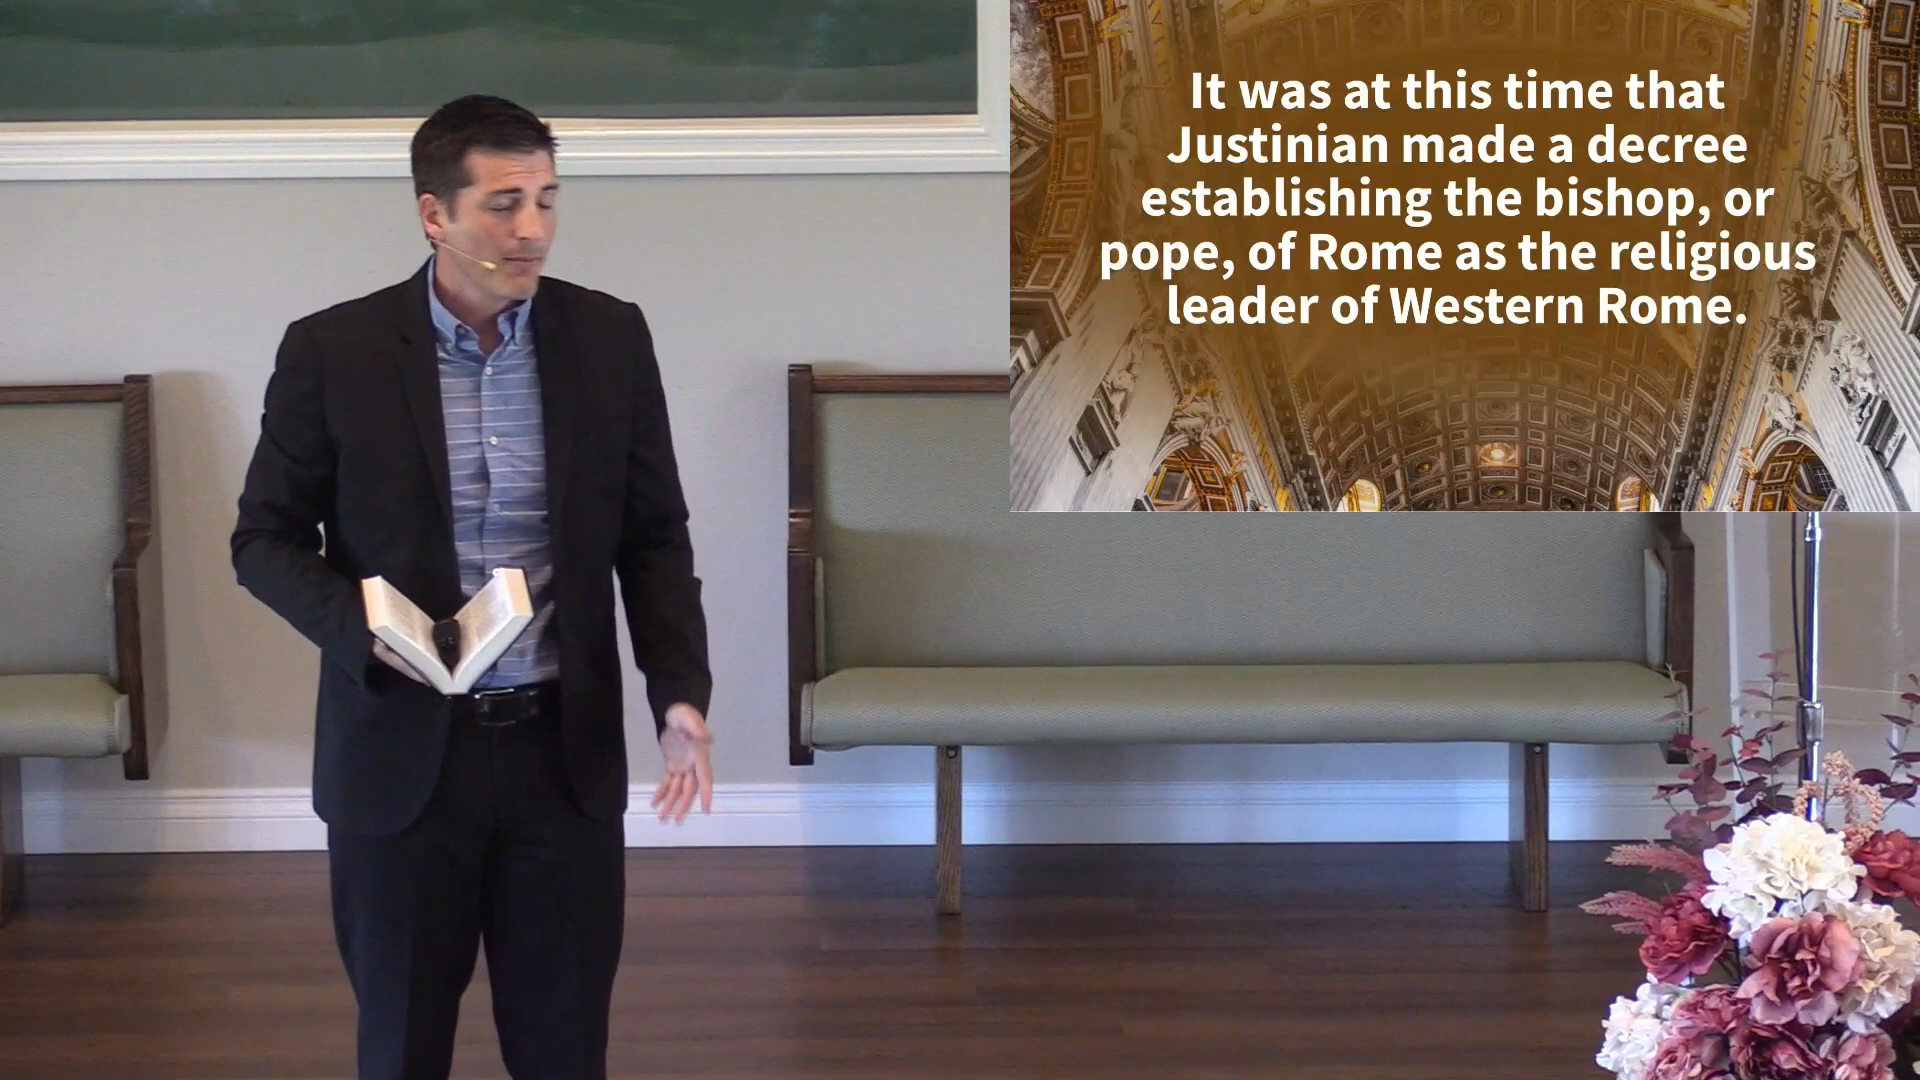 It was at this time that
Justinian made a decree
establishing the bishop, or
pope, of Rome as the religious
leader of Western Rome.